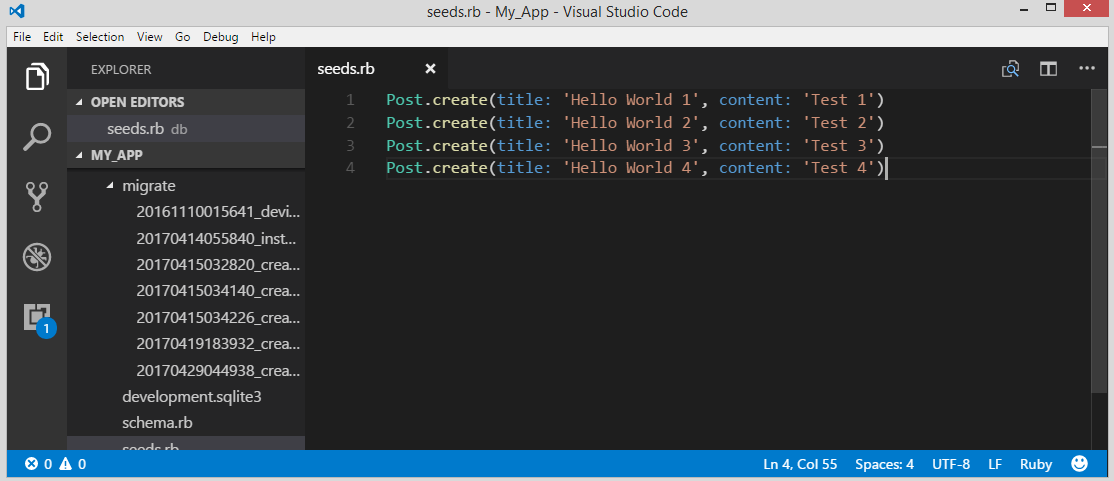 seeds.rb - My_App - Visual Studio Code
File Edit Selection View Go Debug Help
EXPLORER
OPEN EDITORS
seeds.rb db
MY_APP
migrate
20161110015641_devi...
20170414055840_inst...
20170415032820_crea...
20170415034140_crea...
20170415034226_crea...
20170419183932_crea...
20170429044938_crea...
development.sqlite3
schema.rb
seeds.rb
1
seeds.rb
1 Post.create(title: 'Hello World 1', content: 'Test 1')
2 Post.create(title: 'Hello World 2', content: 'Test 2')
3 Post.create(title: 'Hello World 3', content: 'Test 3')
4 Post.create(title: 'Hello World 4', content: 'Test 4')
0 0 Ln 4, Col 55 Spaces: 4 UTF-8 LF Ruby